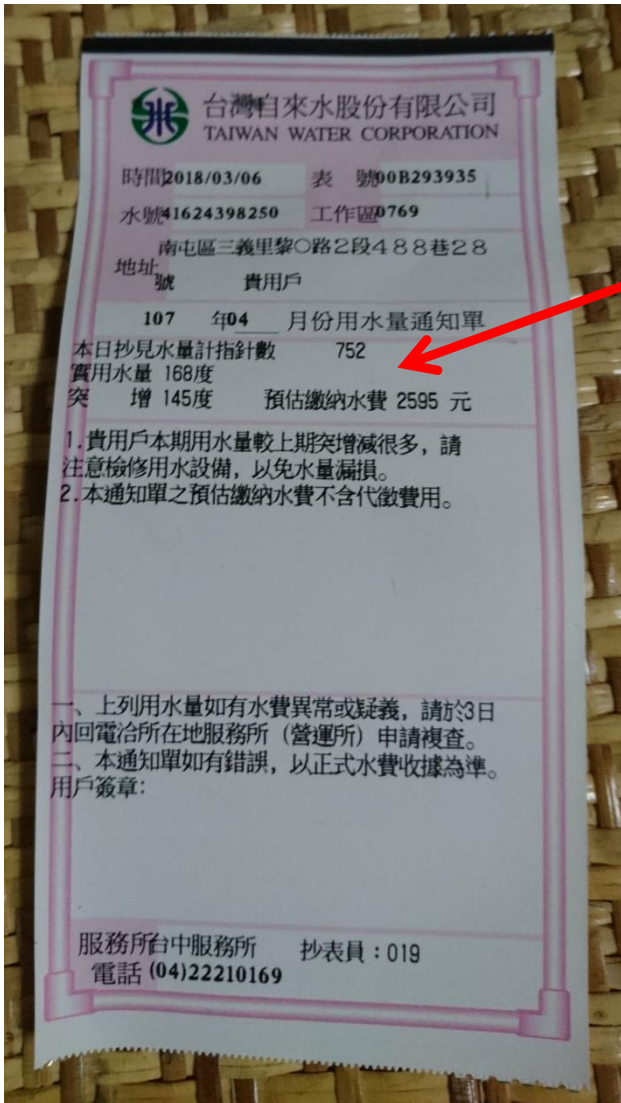 台灣自來水股份有限公司
TAIWAN WATER CORPORATION
時間2018/03/06 表 號00B293935
水號41624398250 工作區0769
地址 南屯區三義里黎○路2段488巷28
號 貴用戶
107 年04 月份用水量通知單
本日抄見水量計指針數 752
實用水量 168度
突 增 145度 預估繳納水費 2595 元
1.貴用戶本期用水量較上期突增減很多，請
注意檢修用水設備，以免水量漏損。
2.本通知單之預估繳納水費不含代徵費用。
一、上列用水量如有水費異常或疑義，請於3日
內回電洽所在地服務所（營運所）申請複查。
二、本通知單如有錯誤，以正式水費收據為準。
用戶簽章：
服務所台中服務所 抄表員：019
電話(04)22210169